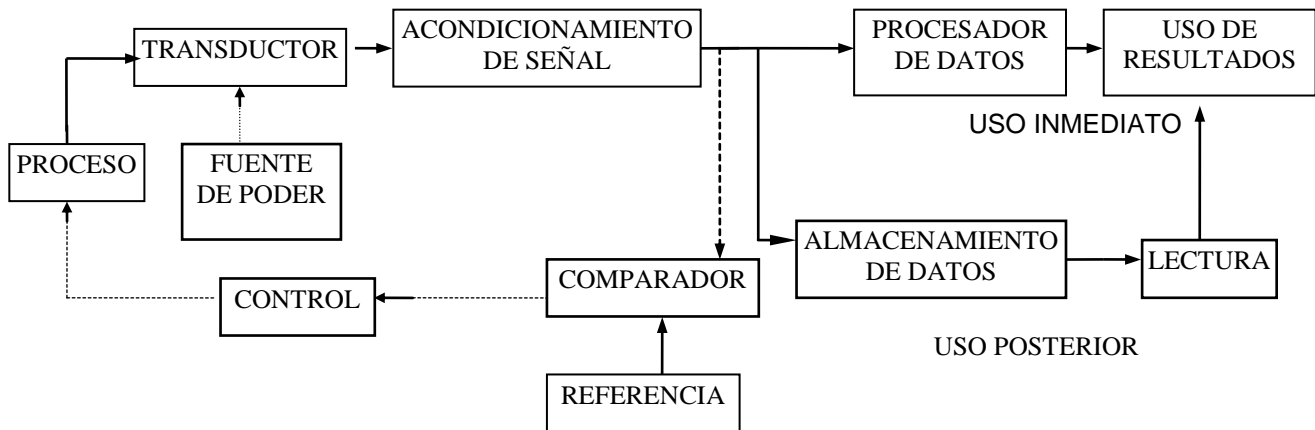 TRANSDUCTOR
ACONDICIONAMIENTO
DE SEÑAL
PROCESADOR
DE DATOS
USO DE
RESULTADOS
USO INMEDIATO
PROCESO
FUENTE
DE PODER
ALMACENAMIENTO
DE DATOS
LECTURA
COMPARADOR
CONTROL
USO POSTERIOR
REFERENCIA